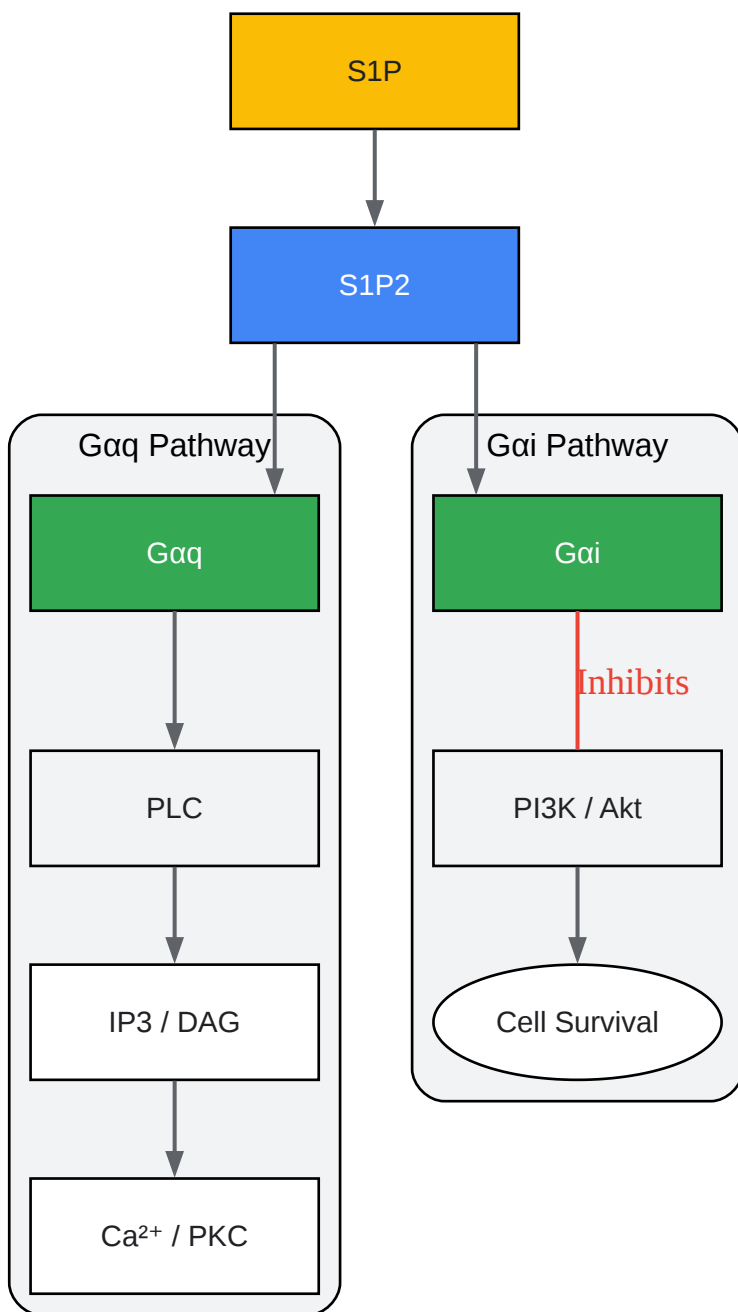 S1P
S1P2
Gαq Pathway
Gαq
PLC
IP3 / DAG
Ca²⁺ / PKC
Gαi Pathway
Gαi
Inhibits
PI3K / Akt
Cell Survival